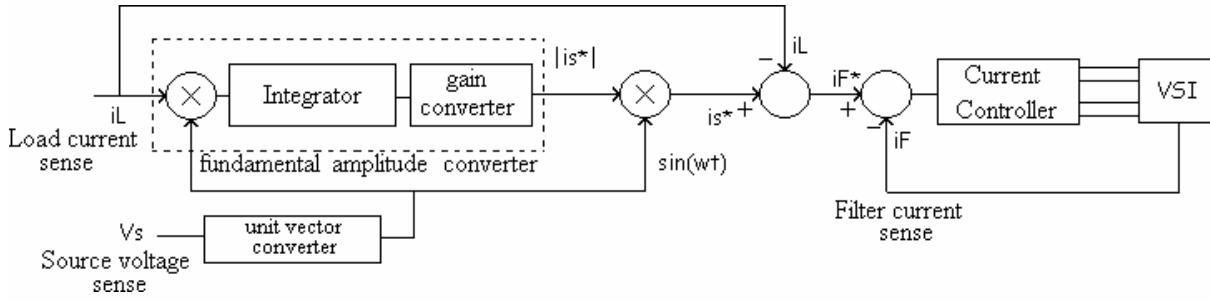 iL
Load current
sense
×
Integrator
gain
converter
fundamental amplitude converter
|is*|
×
sin(wt)
is*
+
−
iL
iF*
+
−
iF
Current
Controller
VSI
Filter current
sense
Vs
Source voltage
sense
unit vector
converter